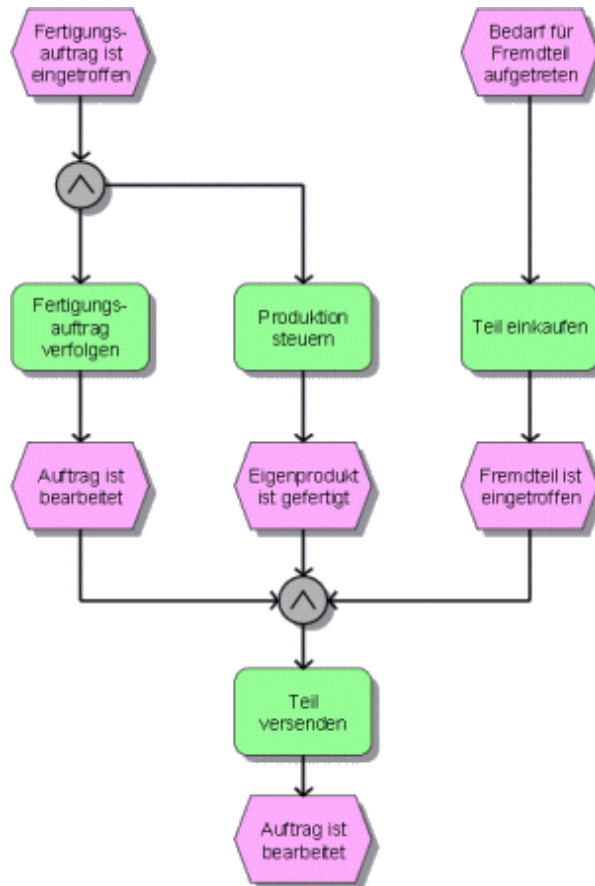 Fertigungs-
auftrag ist
eingetroffen
Bedarf für
Fremdteil
aufgetreten
Fertigungs-
auftrag
verfolgen
Produktion
steuern
Teil einkaufen
Auftrag ist
bearbeitet
Eigenprodukt
ist gefertigt
Fremdteil ist
eingetroffen
Teil
versenden
Auftrag ist
bearbeitet